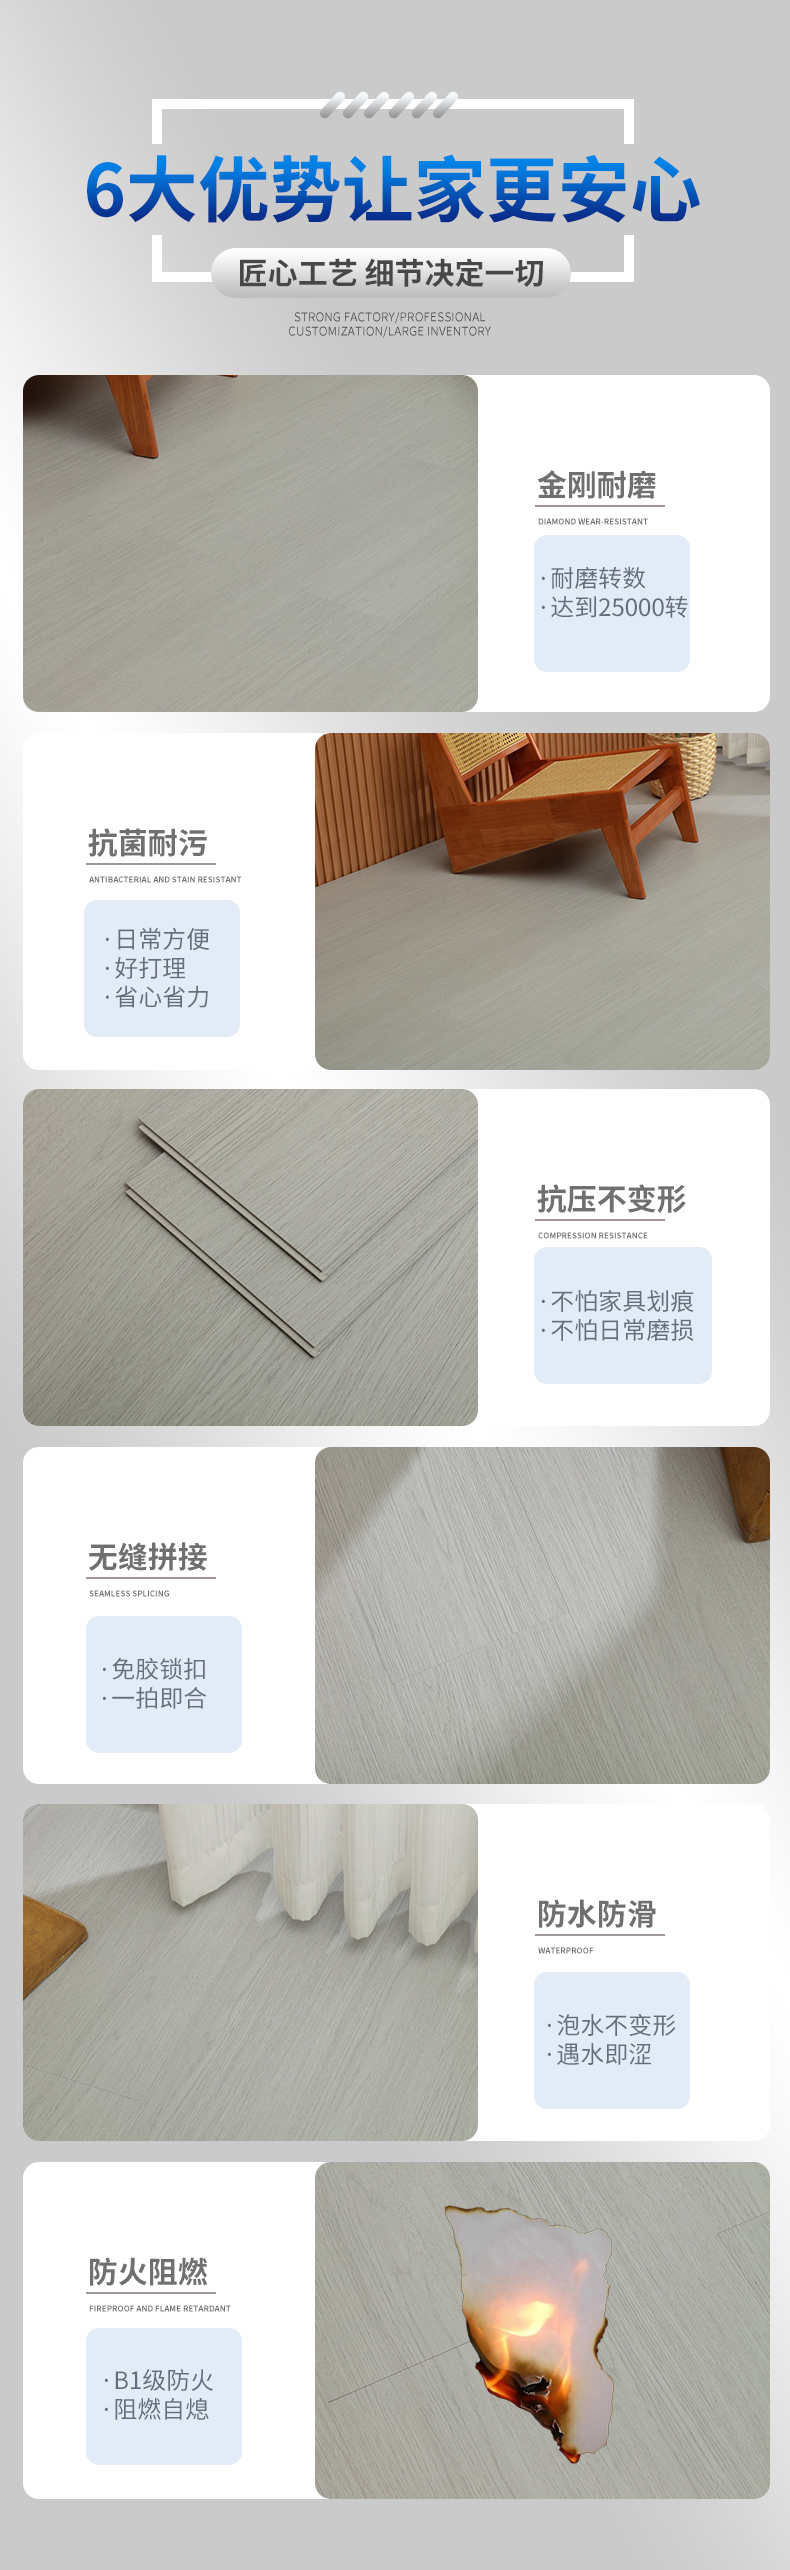 6大优势让家更安心
匠心工艺 细节决定一切
STRONG FACTORY/PROFESSIONAL
CUSTOMIZATION/LARGE INVENTORY
金刚耐磨
DIAMOND WEAR-RESISTANT
·耐磨转数
·达到25000转
抗菌耐污
ANTIBACTERIAL AND STAIN RESISTANT
·日常方便
·好打理
·省心省力
抗压不变形
COMPRESSION RESISTANCE
·不怕家具划痕
·不怕日常磨损
无缝拼接
SEAMLESS SPLICING
·免胶锁扣
·一拍即合
防水防滑
WATERPROOF
·泡水不变形
·遇水即涩
防火阻燃
FIREPROOF AND FLAME RETARDANT
·B1级防火
·阻燃自熄